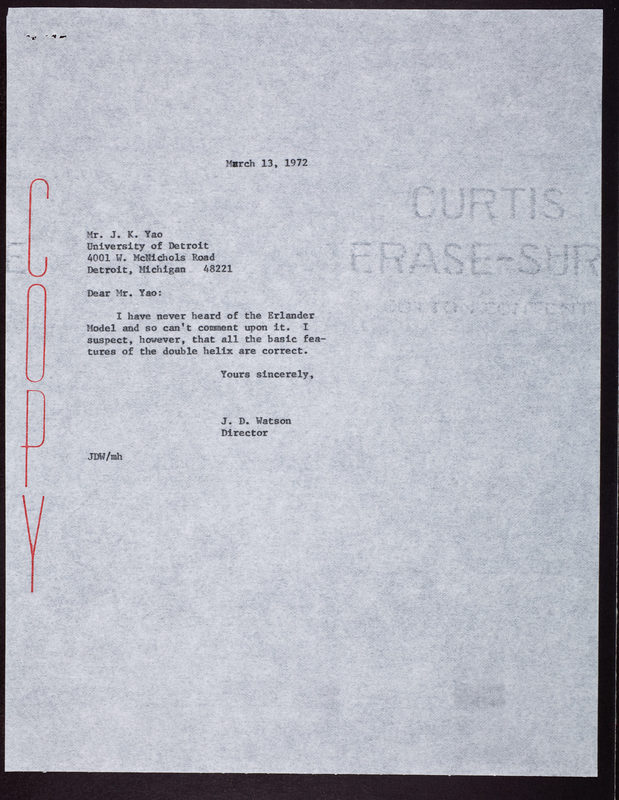 March 13, 1972
CURTIS
ERASE-SHR
COPY
Mr. J. K. Yao
University of Detroit
4001 W. McNichols Road
Detroit, Michigan 48221
Dear Mr. Yao:
I have never heard of the Erlander
Model and so can't comment upon it. I
suspect, however, that all the basic fea-
tures of the double helix are correct.
Yours sincerely,
J. D. Watson
Director
JDW/mh